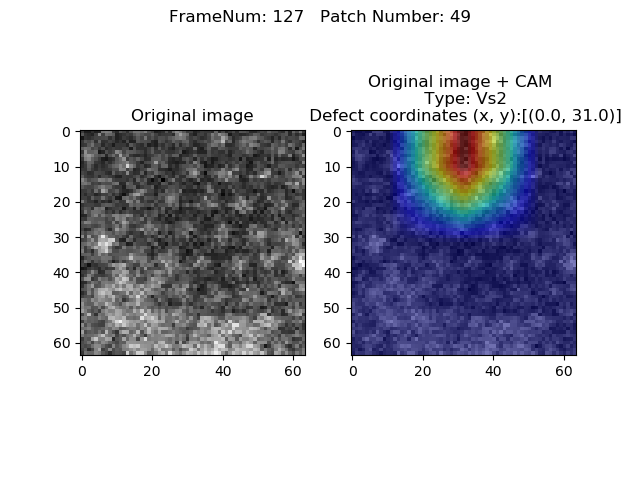 FrameNum: 127   Patch Number: 49
Original image
0
10
20
30
40
50
60
0 20 40 60
Original image + CAM
Type: Vs2
Defect coordinates (x, y):[(0.0, 31.0)]
0
10
20
30
40
50
60
0 20 40 60